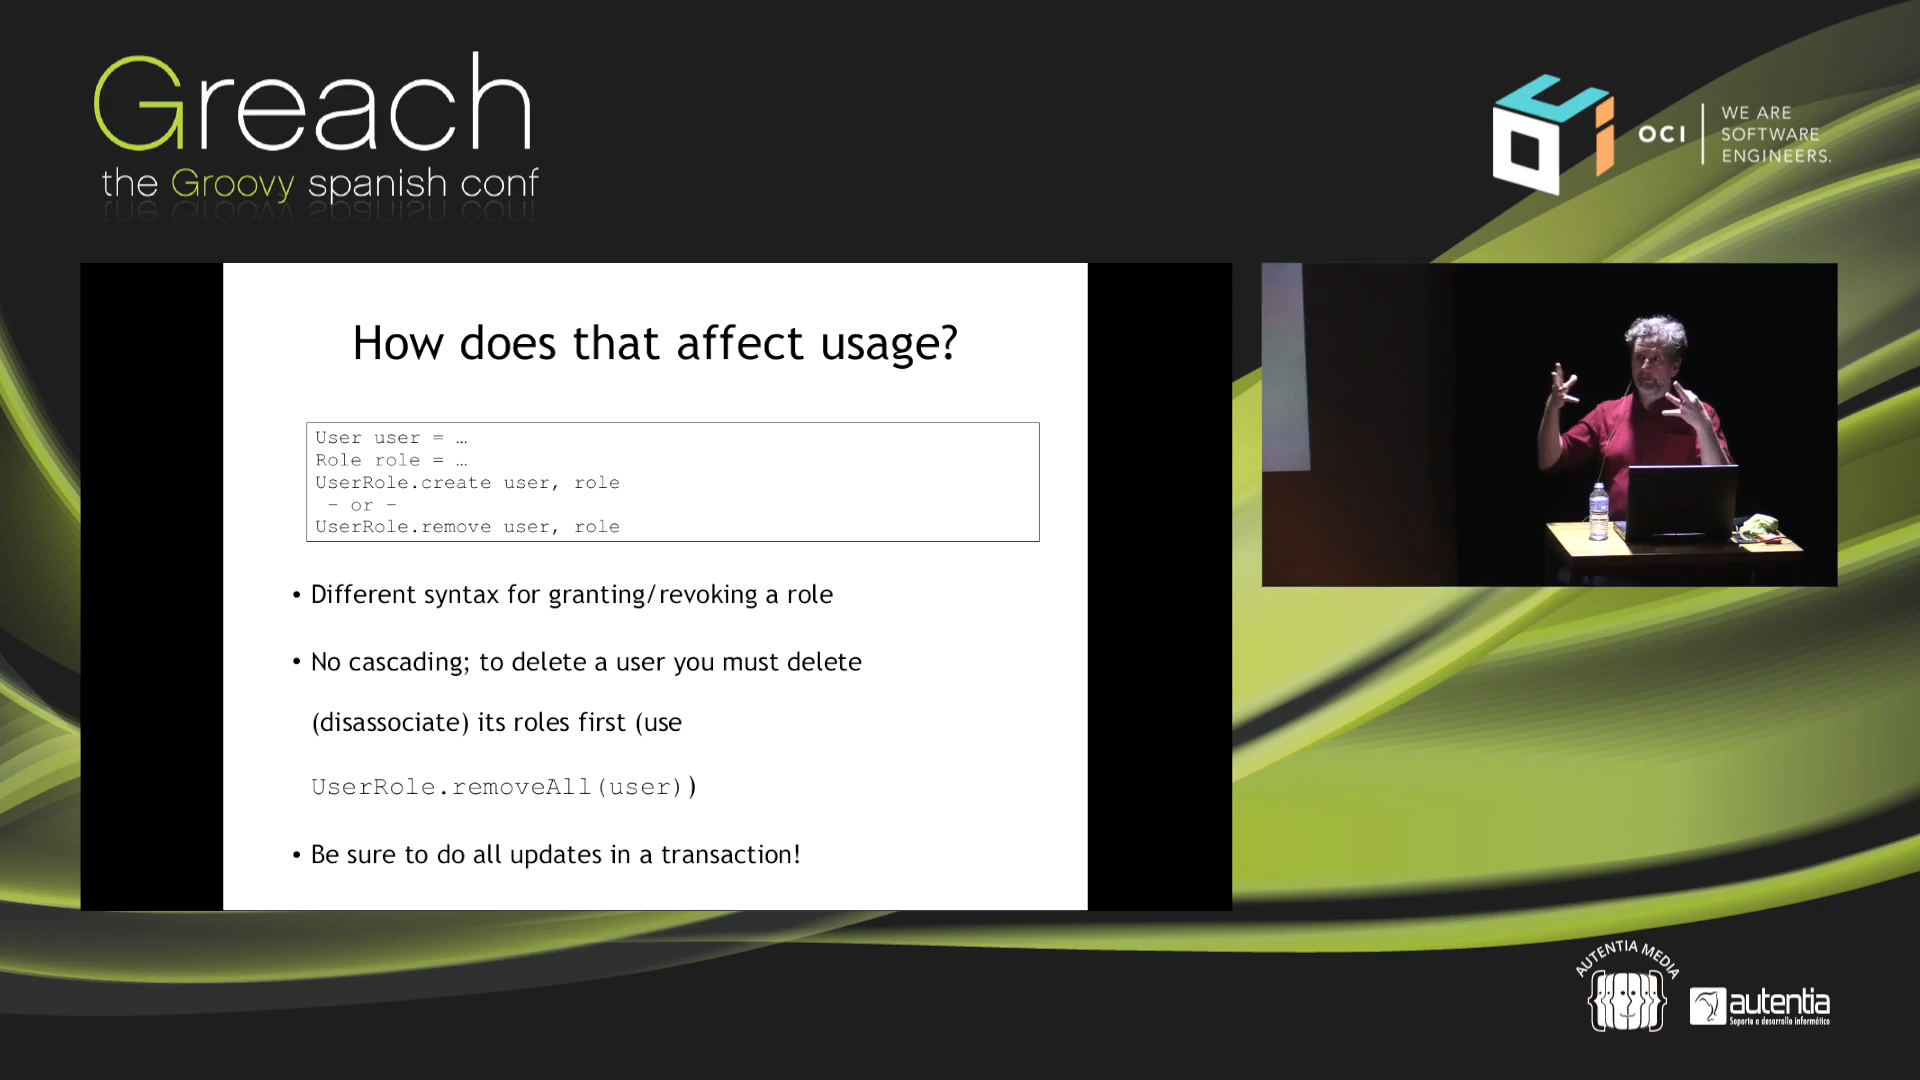 Greach
the Groovy spanish conf
OCI
WE ARE
SOFTWARE
ENGINEERS.
How does that affect usage?
User user = …
Role role = …
UserRole.create user, role
– or –
UserRole.remove user, role
• Different syntax for granting/revoking a role
• No cascading; to delete a user you must delete
(disassociate) its roles first (use
UserRole.removeAll(user))
• Be sure to do all updates in a transaction!
AUTENTIA MEDIA
autentia
Soporte a desarrollo informático